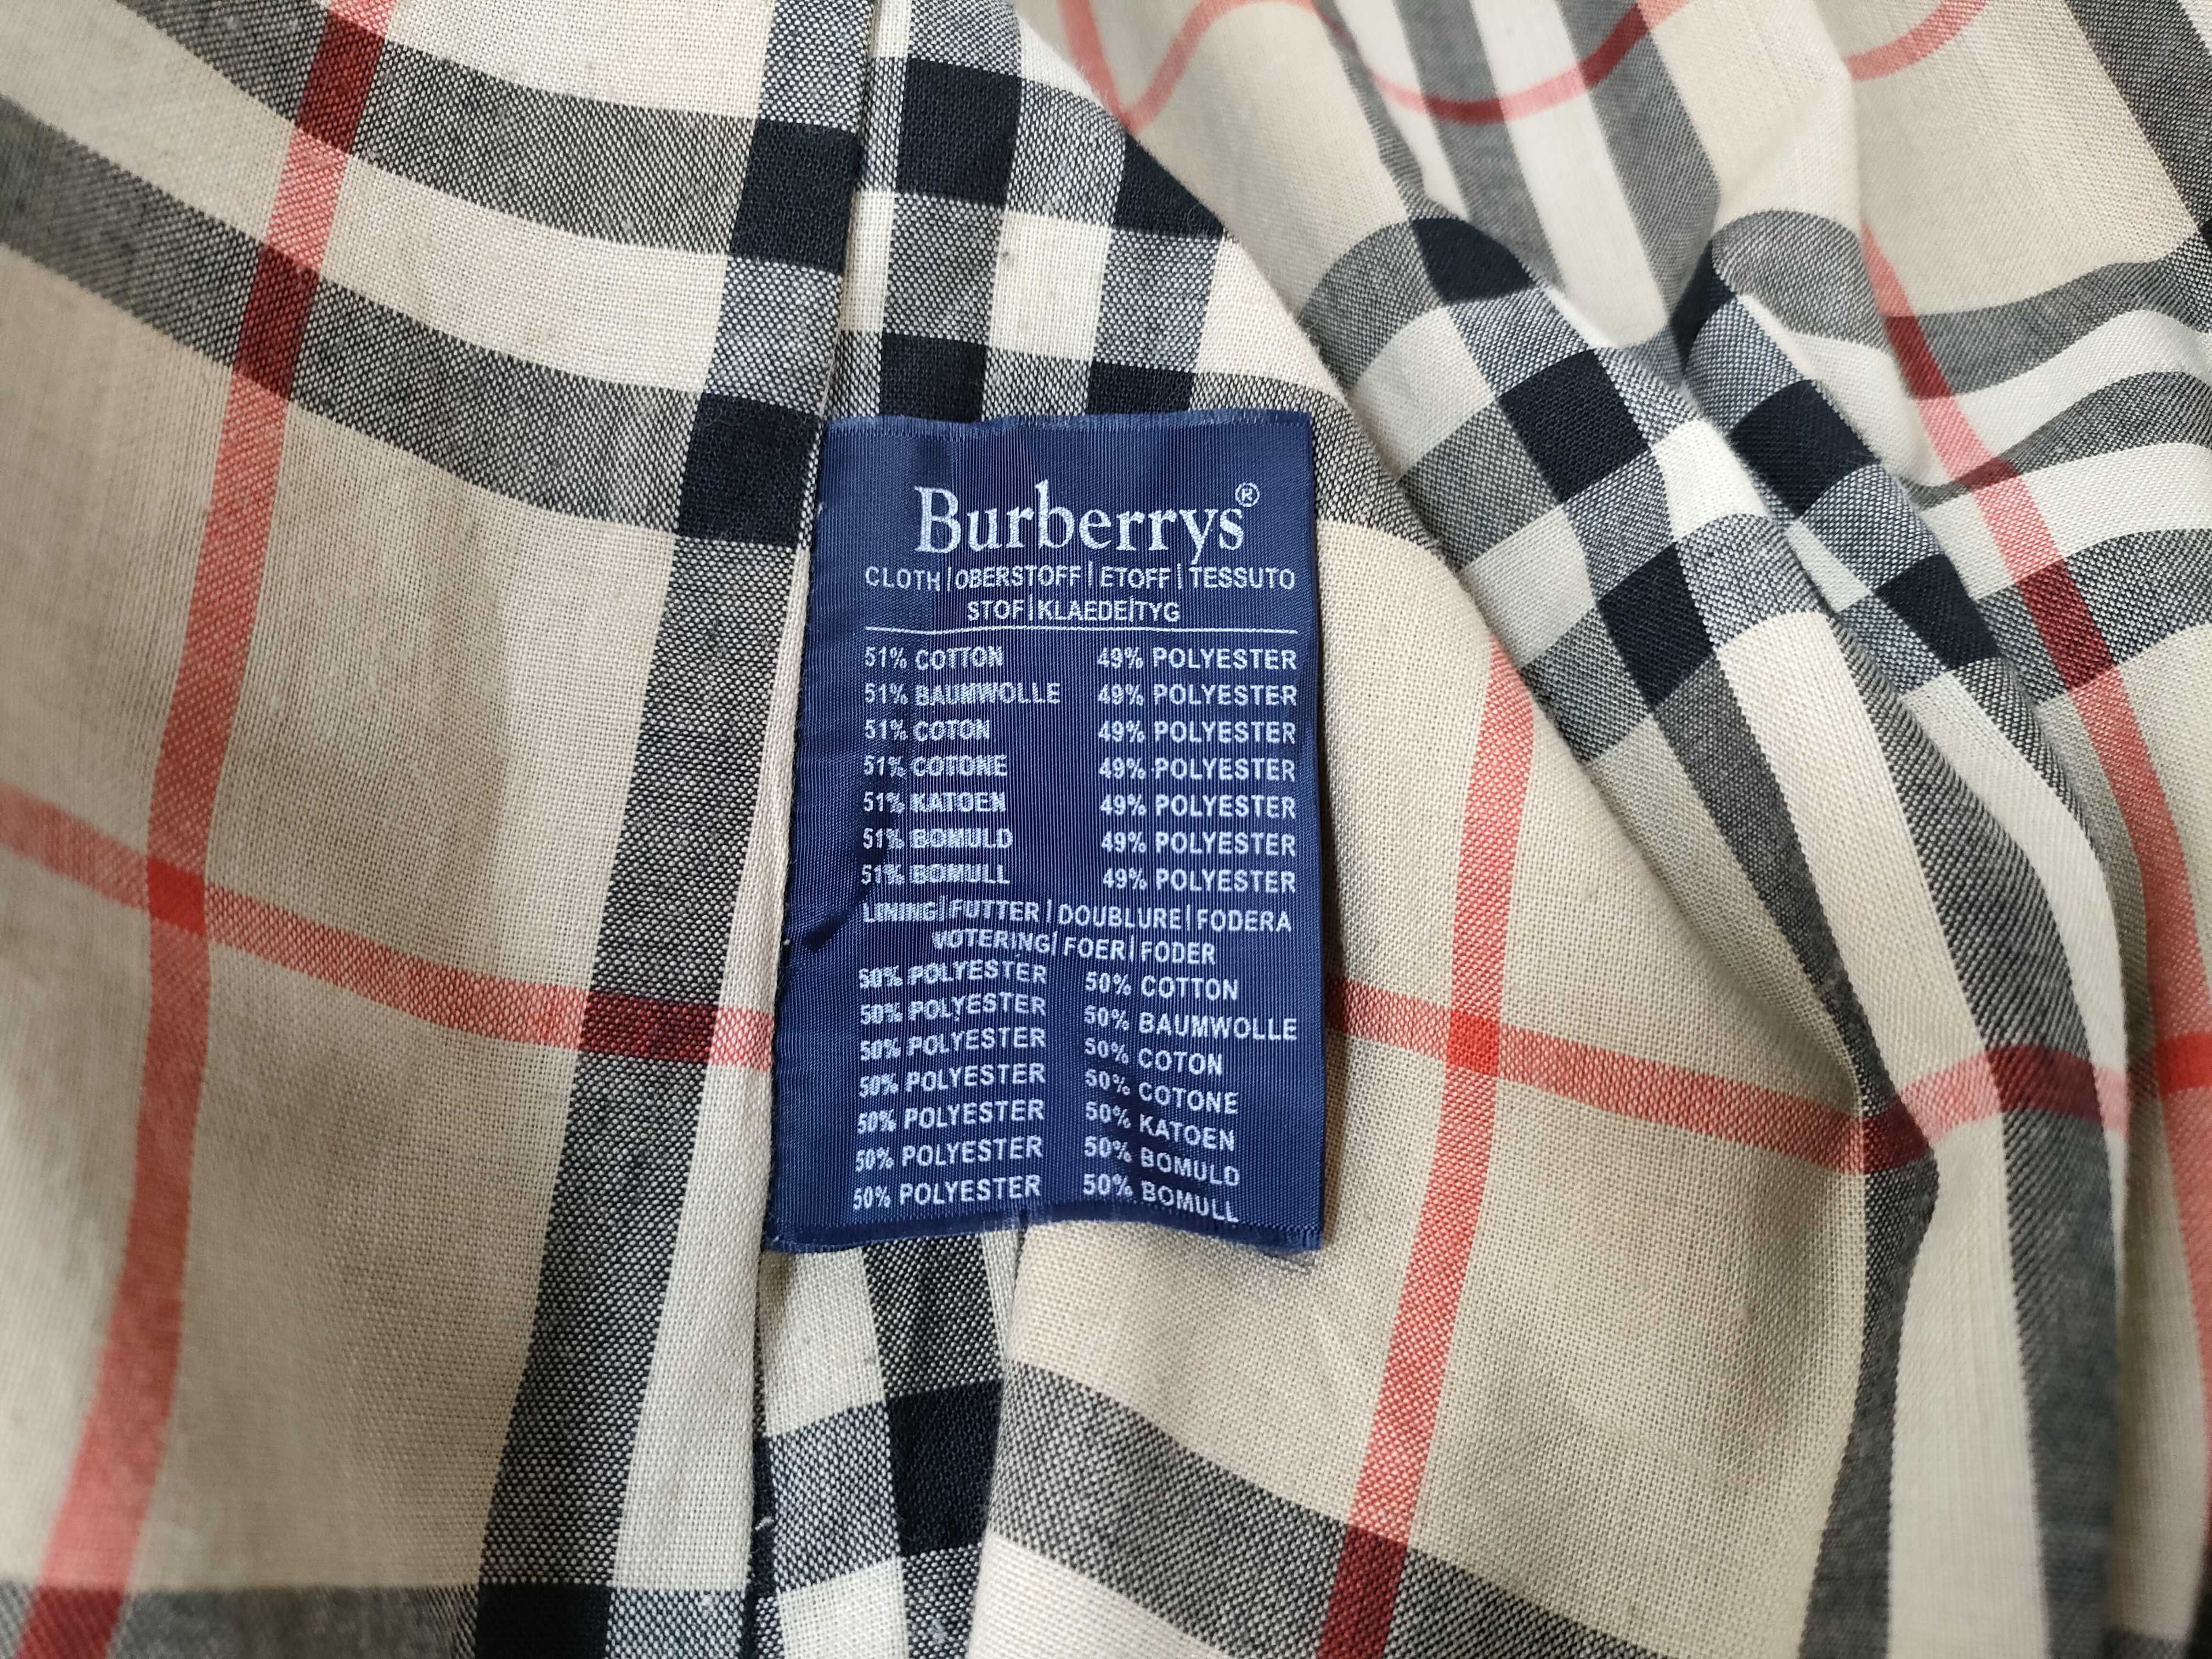 Burberrys®
CLOTH|OBERSTOFF|ETOFF|TESSUTO
STOF|KLAEDE|TYG
51% COTTON 49% POLYESTER
51% BAUMWOLLE 49% POLYESTER
51% COTON 49% POLYESTER
51% COTONE 49% POLYESTER
51% KATOEN 49% POLYESTER
51% BOMULD 49% POLYESTER
51% BOMULL 49% POLYESTER
LINING|FUTTER|DOUBLURE|FODERA
VOTERING|FOER|FODER
50% POLYESTER 50% COTTON
50% POLYESTER 50% BAUMWOLLE
50% POLYESTER 50% COTON
50% POLYESTER 50% COTONE
50% POLYESTER 50% KATOEN
50% POLYESTER 50% BOMULD
50% POLYESTER 50% BOMULL